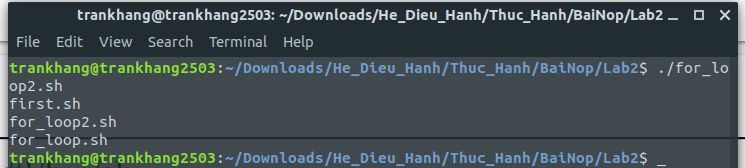 trankhang@trankhang2503: ~/Downloads/He_Dieu_Hanh/Thuc_Hanh/BaiNop/Lab2
File Edit View Search Terminal Help
trankhang@trankhang2503:~/Downloads/He_Dieu_Hanh/Thuc_Hanh/BaiNop/Lab2$ ./for_lo
op2.sh
first.sh
for_loop2.sh
for_loop.sh
trankhang@trankhang2503:~/Downloads/He_Dieu_Hanh/Thuc_Hanh/BaiNop/Lab2$ _